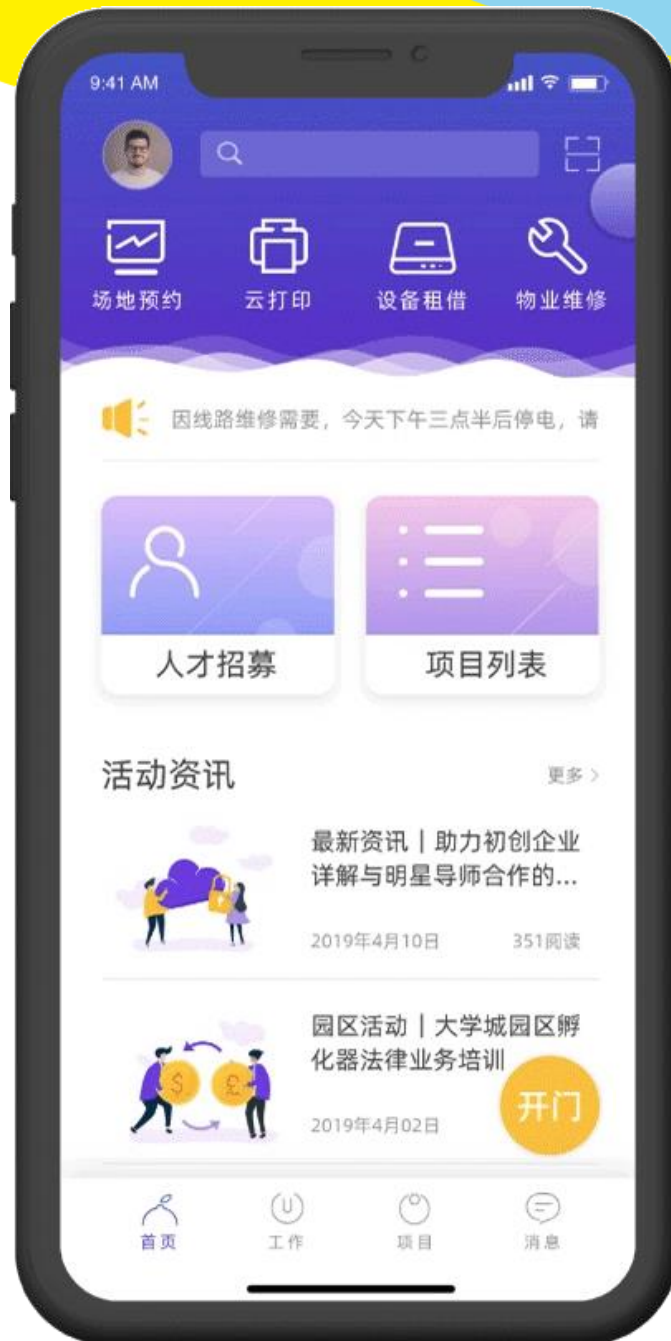 9:41 AM
场地预约
云打印
设备租借
物业维修
因线路维修需要，今天下午三点半后停电，请
人才招募
项目列表
活动资讯
更多 >
最新资讯丨助力初创企业
详解与明星导师合作的...
2019年4月10日
351阅读
园区活动丨大学城园区孵
化器法律业务培训
2019年4月02日
开门
首页
工作
项目
消息